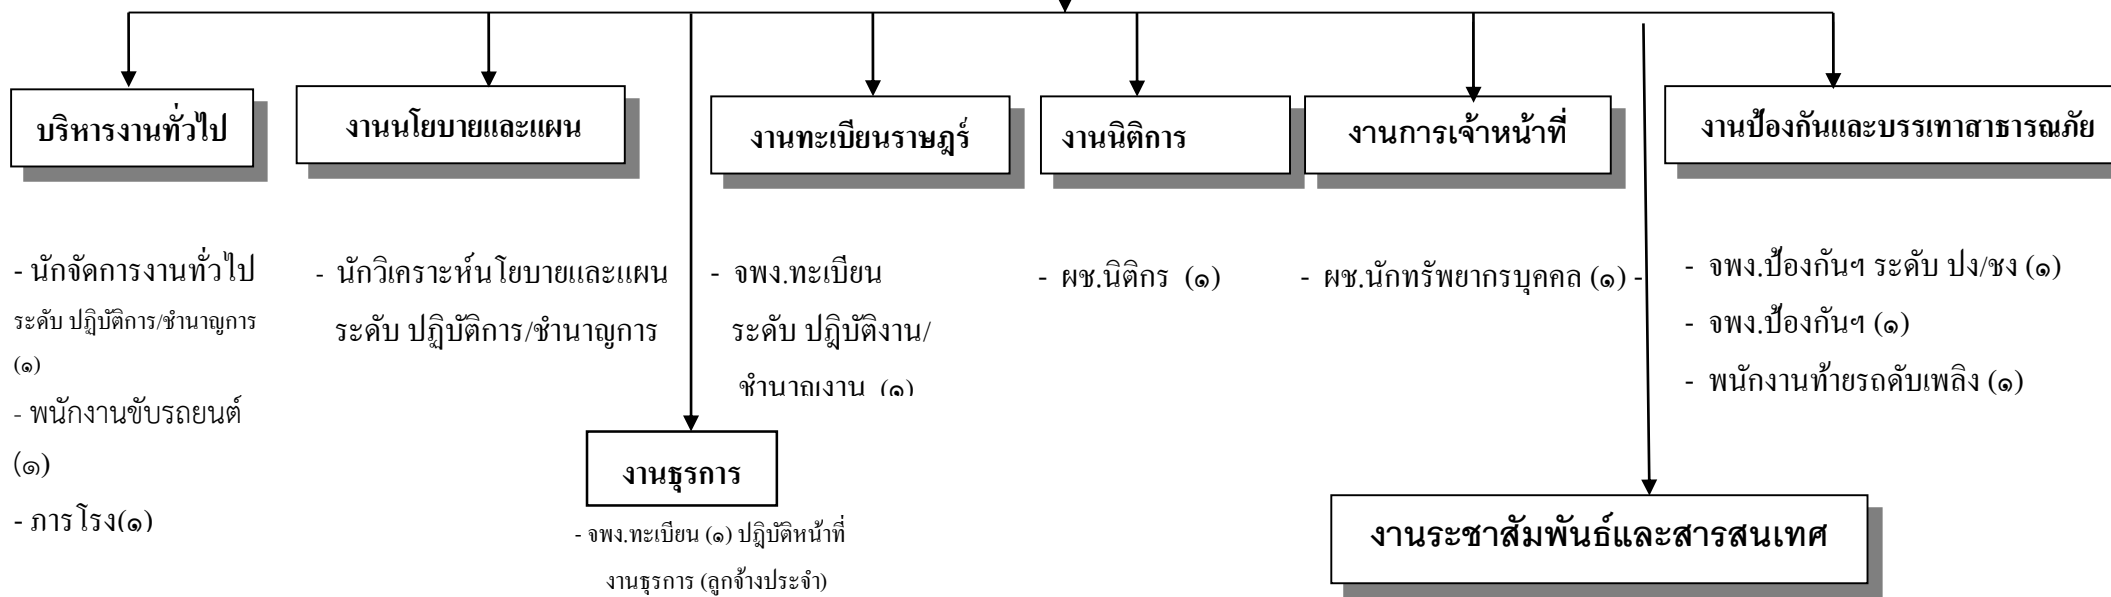 บริหารงานทั่วไป
งานนโยบายและแผน
งานทะเบียนราษฎร์
งานนิติการ
งานการเจ้าหน้าที่
งานป้องกันและบรรเทาสาธารณภัย
- นักจัดการงานทั่วไป
ระดับ ปฏิบัติการ/ชำนาญการ
(๑)
- พนักงานขับรถยนต์
(๑)
- ภารโรง(๑)
- นักวิเคราะห์นโยบายและแผน
ระดับ ปฏิบัติการ/ชำนาญการ
- จพง.ทะเบียน
ระดับ ปฎิบัติงาน/
ชำนาญงาน (๑)
- ผช.นิติกร (๑)
- ผช.นักทรัพยากรบุคคล (๑) -
- จพง.ป้องกันฯ ระดับ ปง/ชง (๑)
- จพง.ป้องกันฯ (๑)
- พนักงานท้ายรถดับเพลิง (๑)
งานธุรการ
- จพง.ทะเบียน (๑) ปฎิบัติหน้าที่
งานธุรการ (ลูกจ้างประจำ)
งานระชาสัมพันธ์และสารสนเทศ